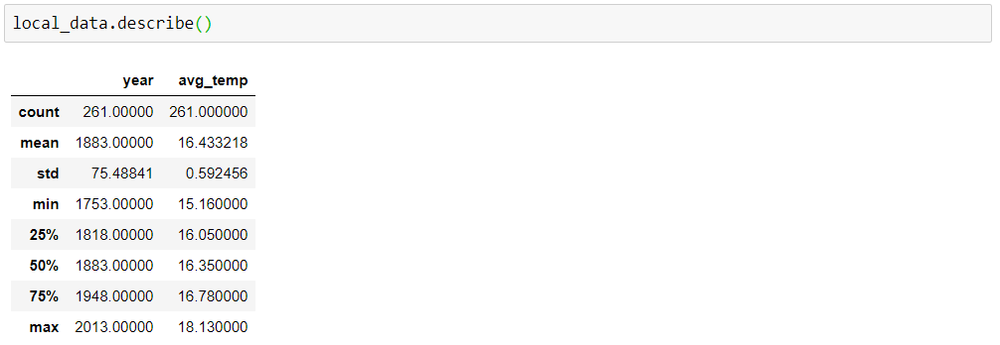 local_data.describe()
year avg_temp
count 261.00000 261.000000
mean 1883.00000 16.433218
std 75.48841 0.592456
min 1753.00000 15.160000
25% 1818.00000 16.050000
50% 1883.00000 16.350000
75% 1948.00000 16.780000
max 2013.00000 18.130000